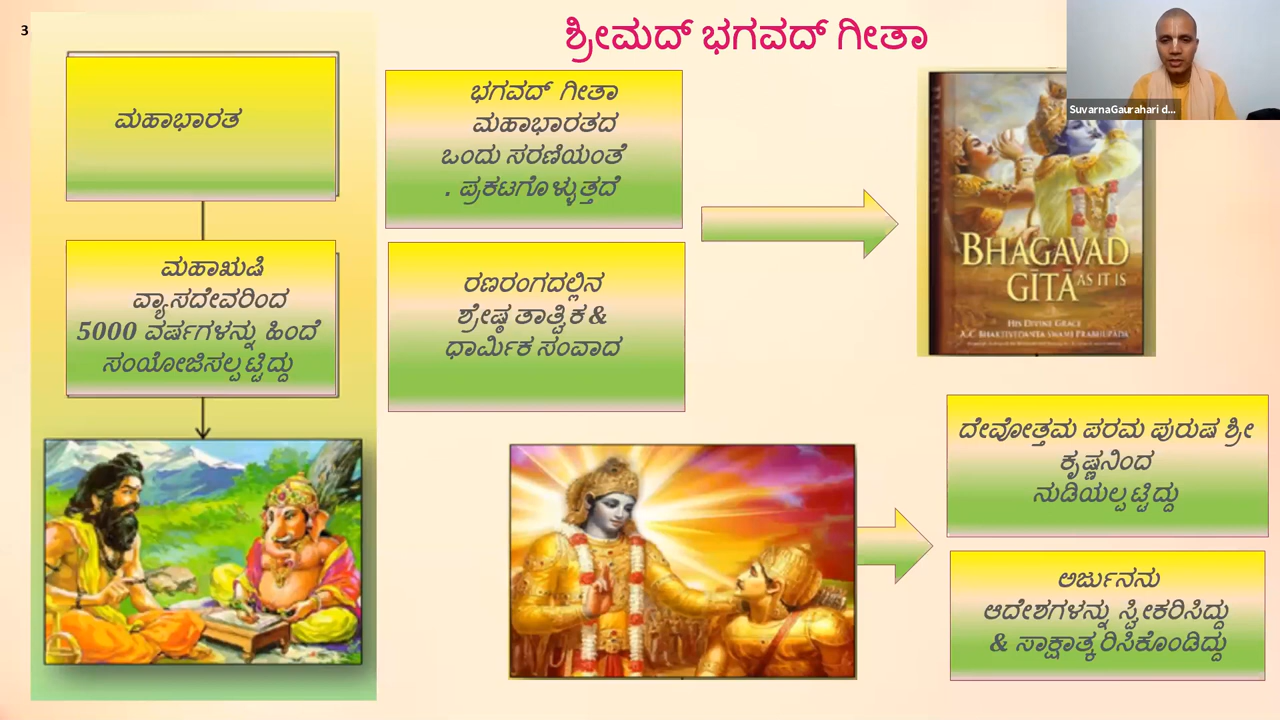 3
ಶ್ರೀಮದ್ ಭಗವದ್ ಗೀತಾ
SuvarnaGaurahari d...
ಮಹಾಭಾರತ
ಮಹಾಋಷಿ
ವ್ಯಾಸದೇವರಿಂದ
5000 ವರ್ಷಗಳನ್ನು ಹಿಂದೆ
ಸಂಯೋಜಿಸಲ್ಪಟ್ಟಿದ್ದು
ಭಗವದ್ ಗೀತಾ
ಮಹಾಭಾರತದ
ಒಂದು ಸರಣಿಯಂತೆ
. ಪ್ರಕಟಗೊಳ್ಳುತ್ತದೆ
ರಣರಂಗದಲ್ಲಿನ
ಶ್ರೇಷ್ಠ ತಾತ್ವಿಕ &
ಧಾರ್ಮಿಕ ಸಂವಾದ
BHAGAVAD
GĪTĀ AS IT IS
HIS DIVINE GRACE
A.C. BHAKTIVEDANTA SWAMI PRABHUPĀDA
ದೇವೋತ್ತಮ ಪರಮ ಪುರುಷ ಶ್ರೀ
ಕೃಷ್ಣನಿಂದ
ನುಡಿಯಲ್ಪಟ್ಟಿದ್ದು
ಅರ್ಜುನನು
ಆದೇಶಗಳನ್ನು ಸ್ವೀಕರಿಸಿದ್ದು
& ಸಾಕ್ಷಾತ್ಕರಿಸಿಕೊಂಡಿದ್ದು